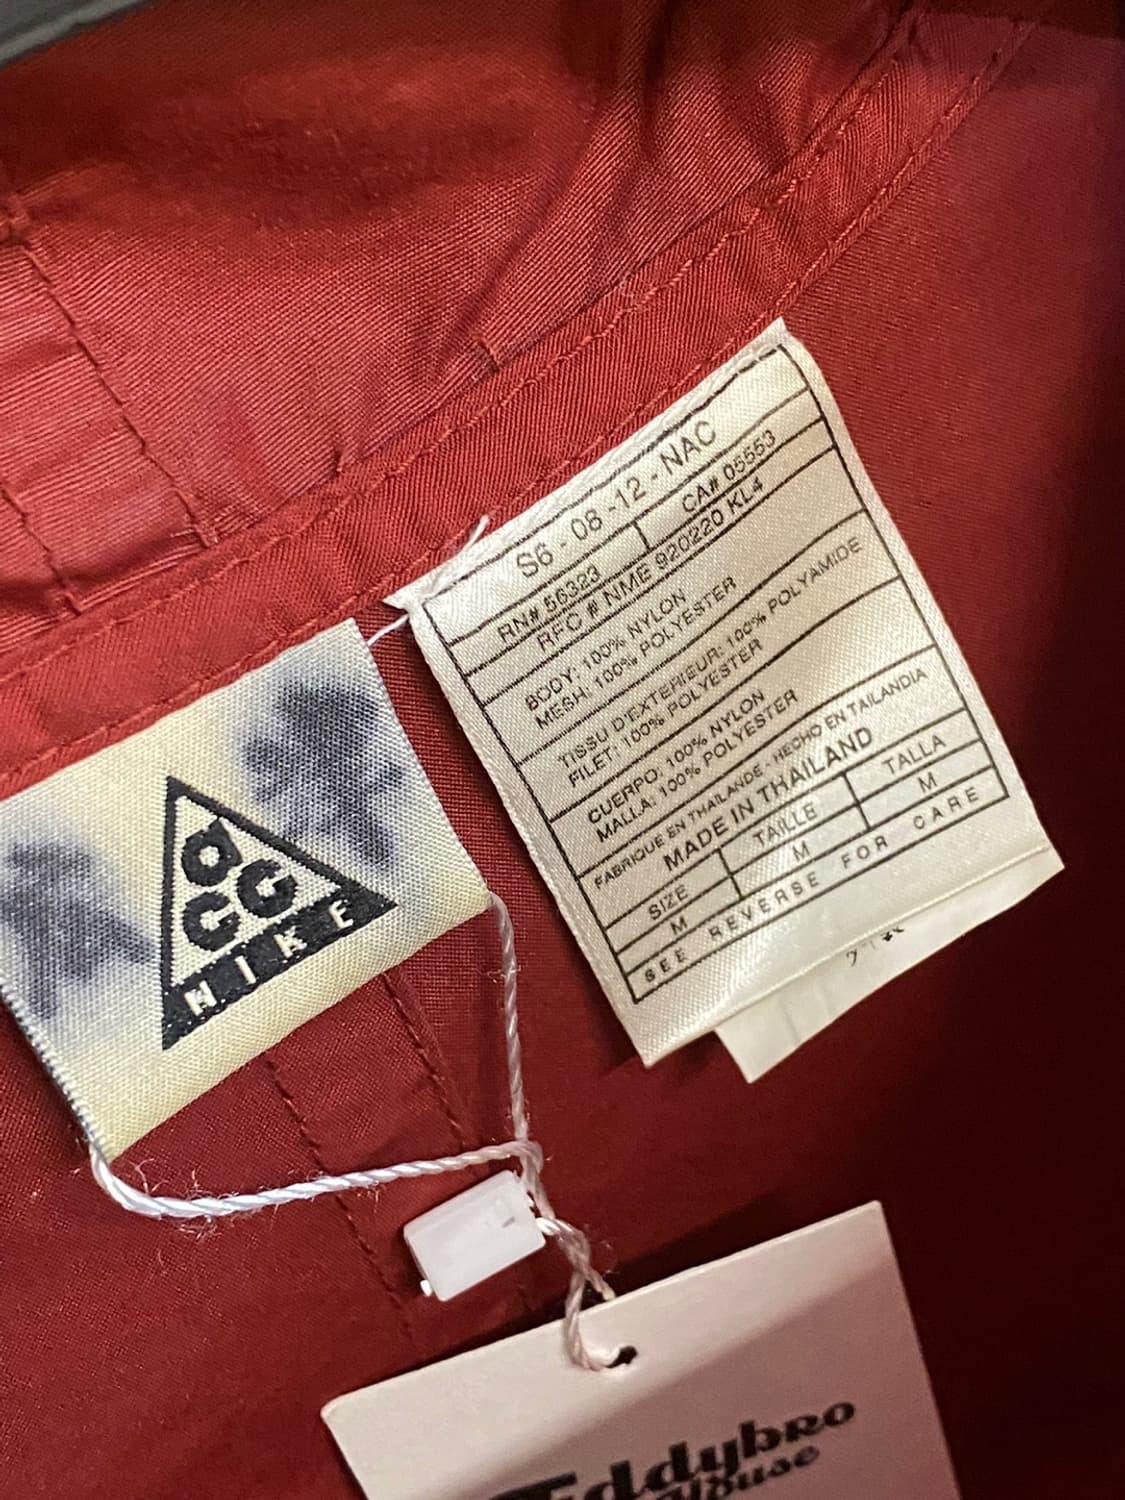 S6 - 08 - 12 - NAC
RN# 56323 CA# 05553
RFC # NME 920220 KL4
BODY: 100% NYLON
MESH: 100% POLYESTER
TISSU D'EXTERIEUR: 100% POLYAMIDE
FILET: 100% POLYESTER
CUERPO: 100% NYLON
MALLA: 100% POLYESTER
FABRIQUE EN THAILANDE - HECHO EN TAILANDIA
MADE IN THAILAND
SIZE TAILLE TALLA
M M M
SEE REVERSE FOR CARE
aCG
NIKE
Eddybro
House